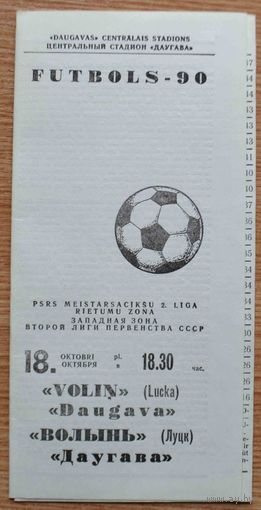 «DAUGAVAS» CENTRĀLAIS STADIONS
ЦЕНТРАЛЬНЫЙ СТАДИОН «ДАУГАВА»
FUTBOLS-90
PSRS MEISTARSACĪKŠU 2. LĪGA
RIETUMU ZONA
ЗАПАДНАЯ ЗОНА
ВТОРОЙ ЛИГИ ПЕРВЕНСТВА СССР
18. OKTOBRĪ pl. 18.30
ОКТЯБРЯ в час.
«VOLIŅ» (Lucka)
«Daugava»
«ВОЛЫНЬ» (Луцк)
«Даугава»